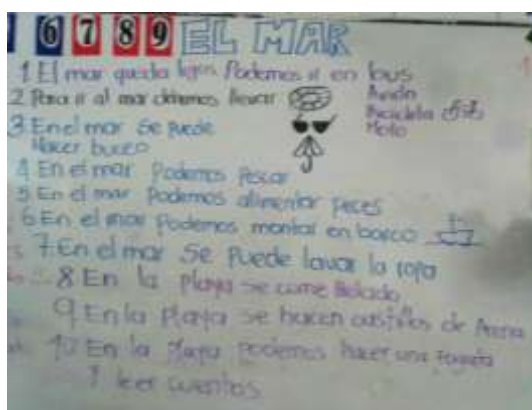 6 7 8 9 EL MAR
1 El mar queda lejos. Podemos ir en bus
Avión
2 Para ir al mar debemos llevar
Bicicleta
Moto
3 En el mar se puede
Hacer buceo
4 En el mar Podemos Pescar
5 En el mar Podemos alimentar peces
6 En el mar Podemos montar en barco
7 En el mar se Puede lavar la ropa
8 En la playa se come Helado
9 En la Playa se hacen castillos de Arena
10 En la Playa podemos hacer una fogata
Y leer cuentos